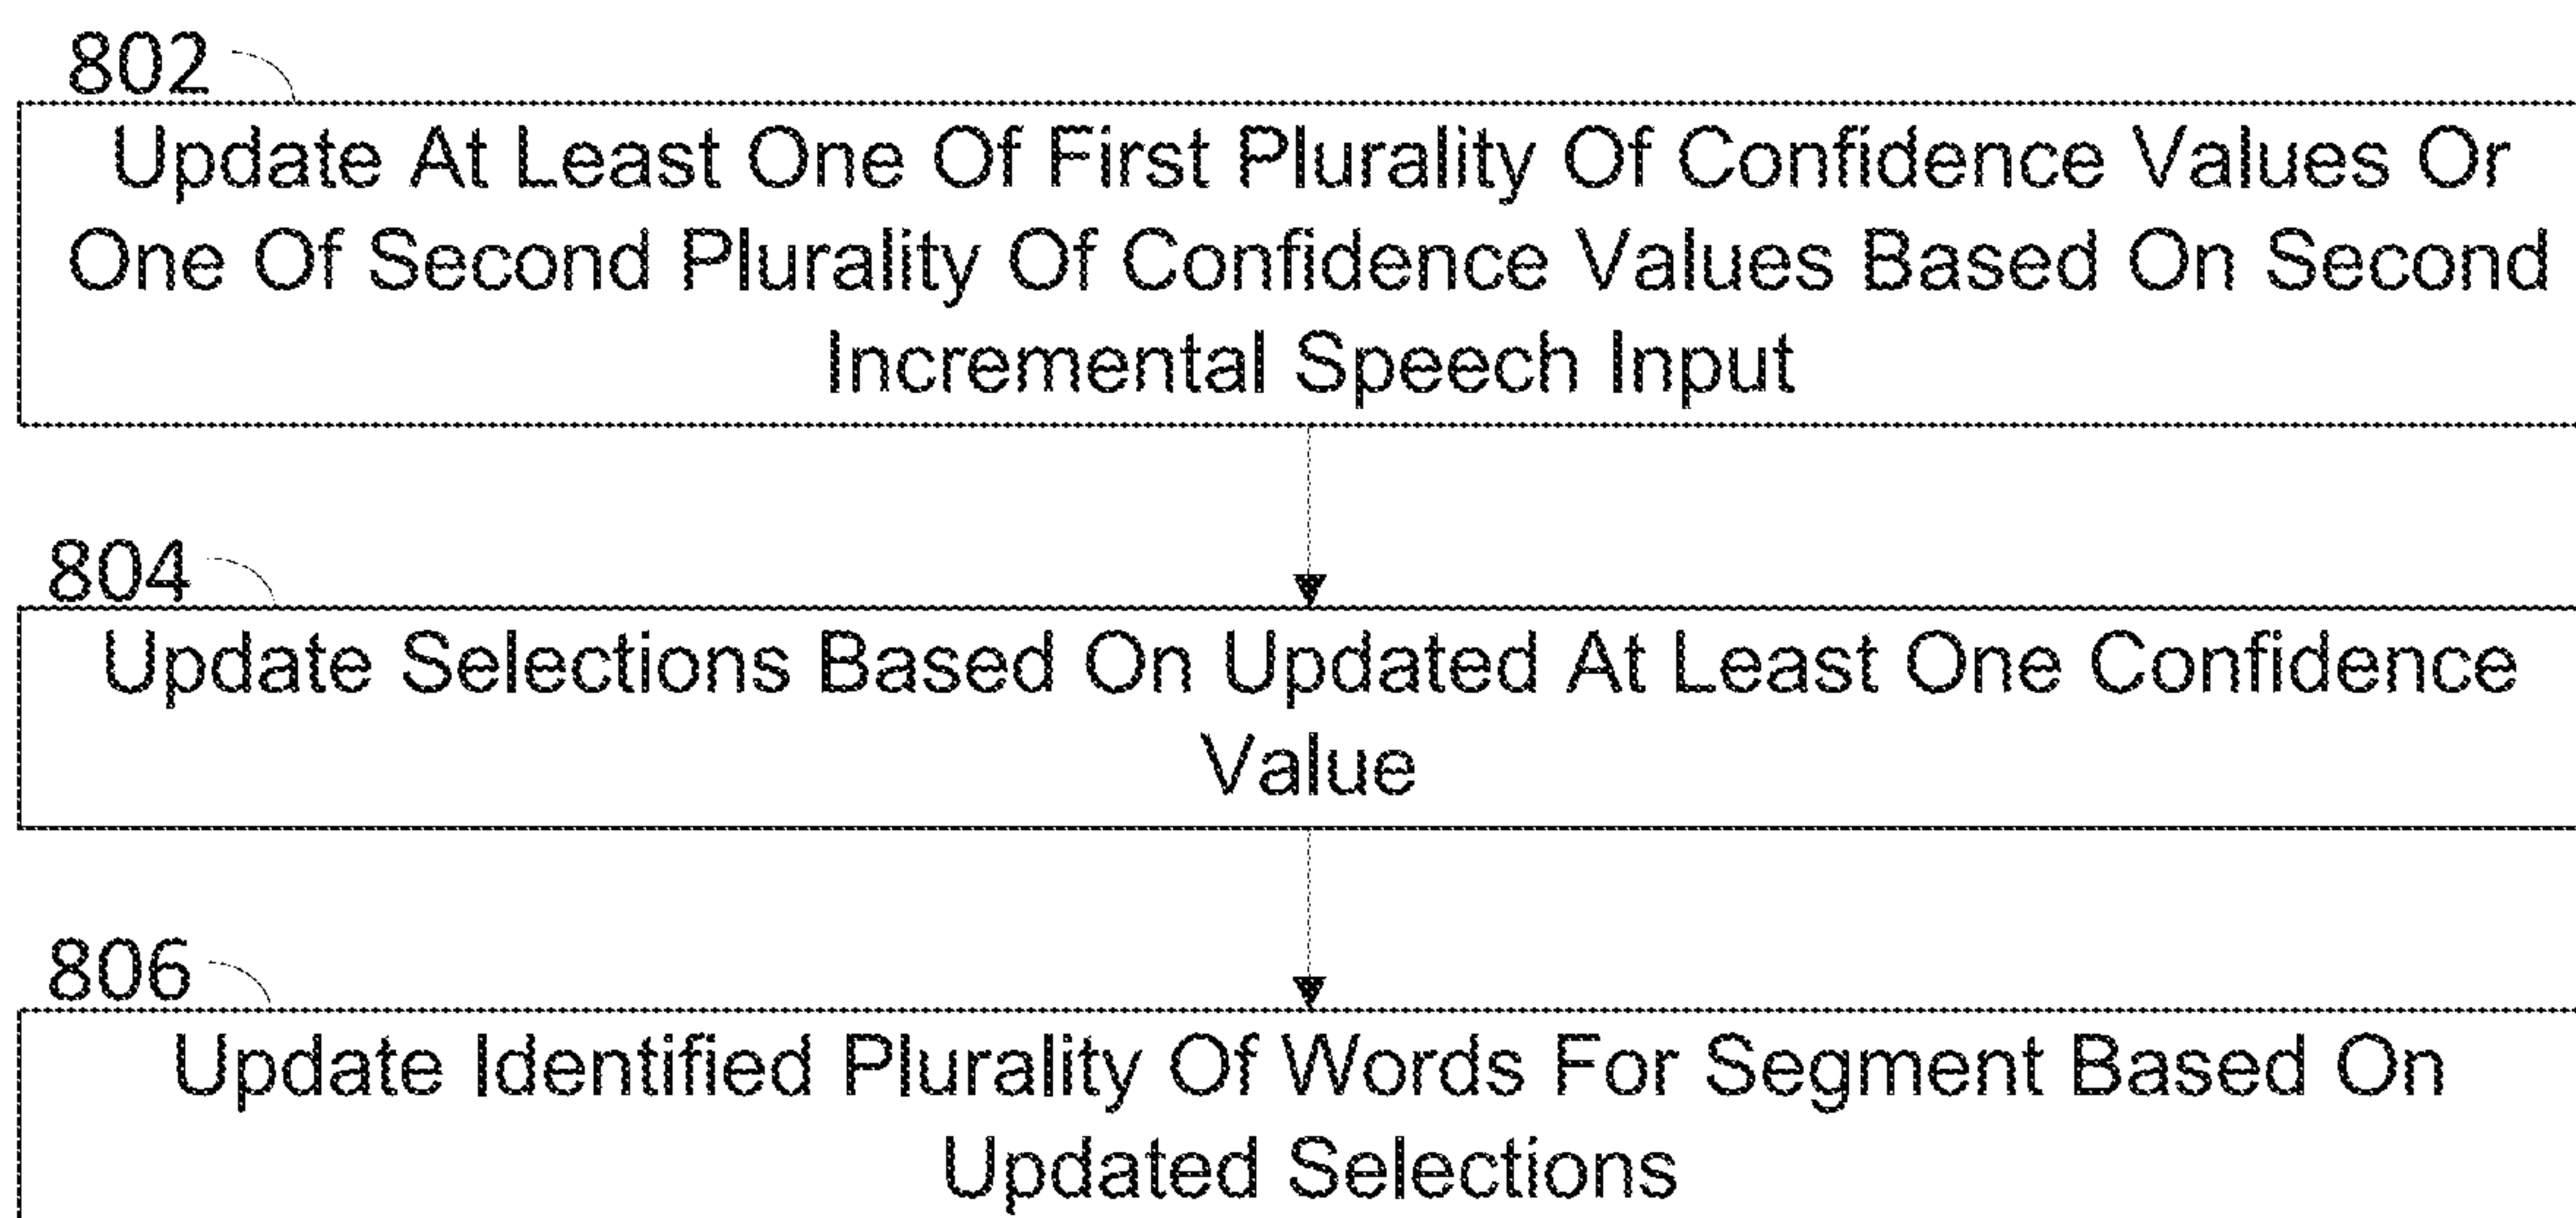 802
Update At Least One Of First Plurality Of Confidence Values Or
One Of Second Plurality Of Confidence Values Based On Second
Incremental Speech Input
804
Update Selections Based On Updated At Least One Confidence
Value
806
Update Identified Plurality Of Words For Segment Based On
Updated Selections